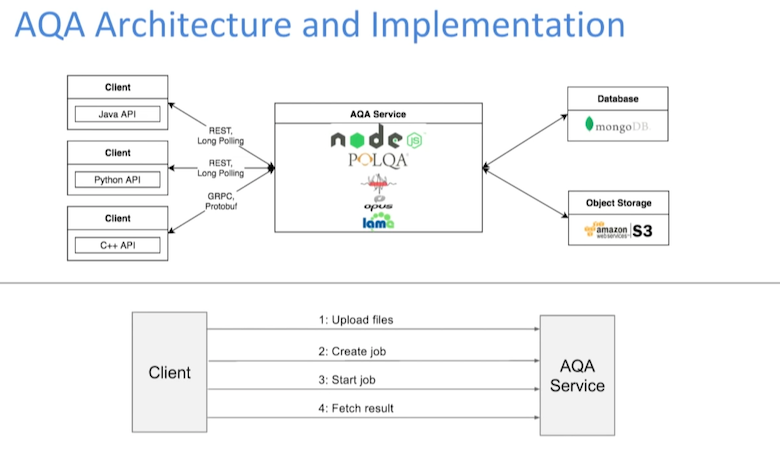 AQA Architecture and Implementation
Client
Java API
Client
Python API
Client
C++ API
REST,
Long Polling
REST,
Long Polling
GRPC,
Protobuf
AQA Service
node JS
POLQA
opus
lame
Database
mongoDB
Object Storage
amazon
webservices
S3
Client
1: Upload files
2: Create job
3: Start job
4: Fetch result
AQA
Service